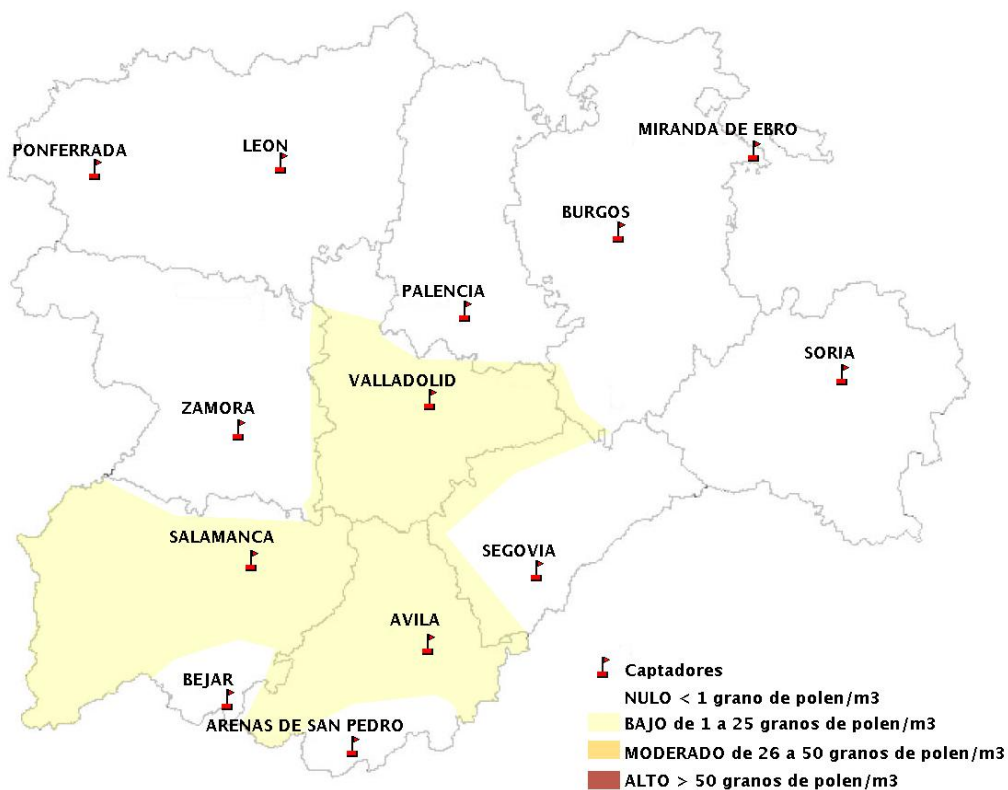 MIRANDA DE EBRO
PONFERRADA
LEON
BURGOS
PALENCIA
SORIA
VALLADOLID
ZAMORA
SALAMANCA
SEGOVIA
AVILA
BEJAR
ARENAS DE SAN PEDRO
Captadores
NULO < 1 grano de polen/m3
BAJO de 1 a 25 granos de polen/m3
MODERADO de 26 a 50 granos de polen/m3
ALTO > 50 granos de polen/m3